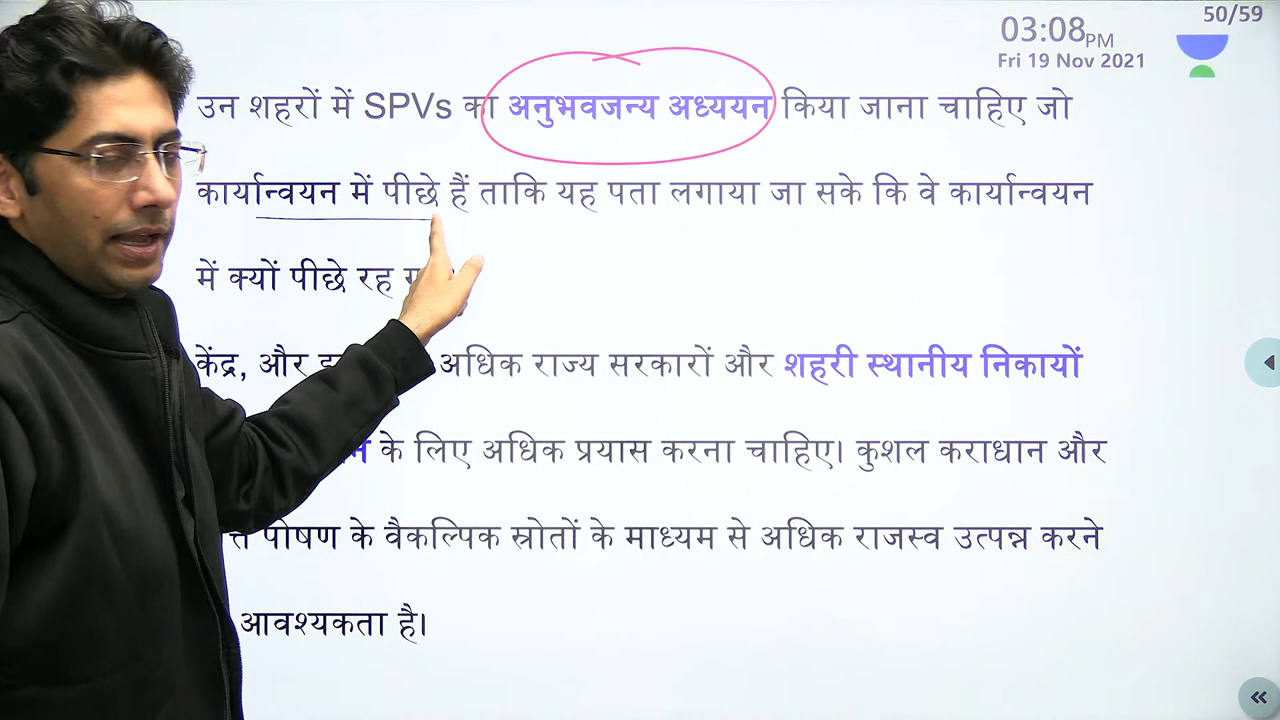 50/59
03:08 PM
Fri 19 Nov 2021
उन शहरों में SPVs का अनुभवजन्य अध्ययन किया जाना चाहिए जो
कार्यान्वयन में पीछे हैं ताकि यह पता लगाया जा सके कि वे कार्यान्वयन
में क्यों पीछे रह
केंद्र, और अधिक राज्य सरकारों और शहरी स्थानीय निकायों
के लिए अधिक प्रयास करना चाहिए। कुशल कराधान और
पोषण के वैकल्पिक स्रोतों के माध्यम से अधिक राजस्व उत्पन्न करने
आवश्यकता है।